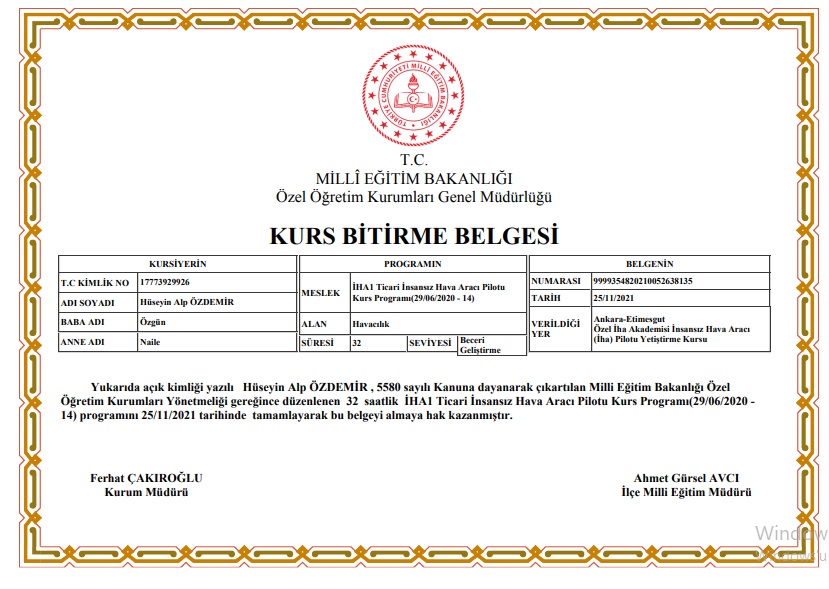 TÜRKİYE CUMHURİYETİ MİLLİ EĞİTİM BAKANLIĞI
T.C.
MİLLÎ EĞİTİM BAKANLIĞI
Özel Öğretim Kurumları Genel Müdürlüğü
KURS BİTİRME BELGESİ
KURSİYERİN
T.C KİMLİK NO 17773929926
ADI SOYADI Hüseyin Alp ÖZDEMİR
BABA ADI Özgün
ANNE ADI Naile
PROGRAMIN
MESLEK İHA1 Ticari İnsansız Hava Aracı Pilotu
Kurs Programı(29/06/2020 - 14)
ALAN Havacılık
SÜRESİ 32 SEVİYESİ Beceri
Geliştirme
BELGENİN
NUMARASI 9999354820210052638135
TARİH 25/11/2021
VERİLDİĞİ
YER
Ankara-Etimesgut
Özel İha Akademisi İnsansız Hava Aracı
(İha) Pilotu Yetiştirme Kursu
Yukarıda açık kimliği yazılı Hüseyin Alp ÖZDEMİR , 5580 sayılı Kanuna dayanarak çıkartılan Milli Eğitim Bakanlığı Özel
Öğretim Kurumları Yönetmeliği gereğince düzenlenen 32 saatlik İHA1 Ticari İnsansız Hava Aracı Pilotu Kurs Programı(29/06/2020 -
14) programını 25/11/2021 tarihinde tamamlayarak bu belgeyi almaya hak kazanmıştır.
Ferhat ÇAKIROĞLU
Kurum Müdürü
Ahmet Gürsel AVCI
İlçe Milli Eğitim Müdürü
Window